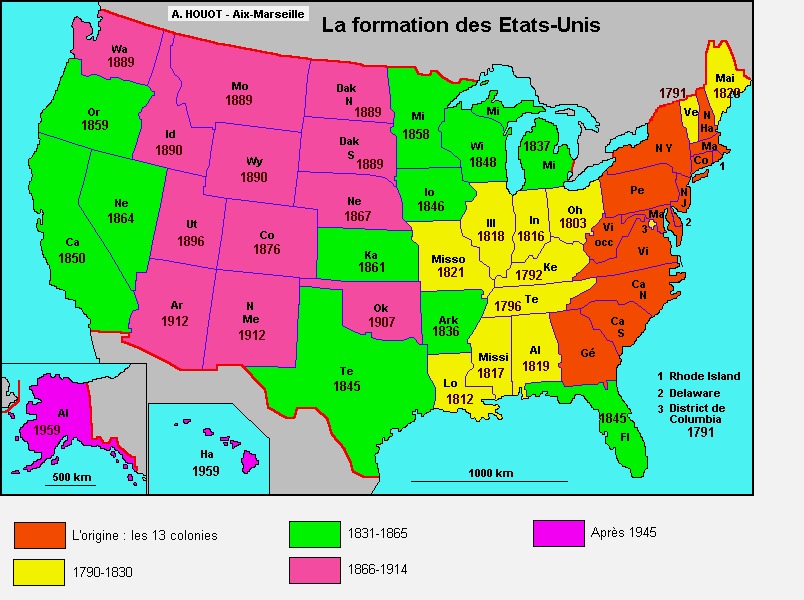 A. HOUOT - Aix-Marseille
La formation des Etats-Unis
Wa
1889
Mo
1889
Dak
N
1889
Mi
1858
Mi
1837
Mi
1791
Mai
1820
Ve
N
Ha
Or
1859
Id
1890
Wy
1890
Dak
S
1889
Wi
1848
N Y
Ma
Co
1
Ne
1864
Ne
1867
Io
1846
Ill
1818
In
1816
Oh
1803
Pe
N
J
Ma
3
2
Ca
1850
Ut
1896
Co
1876
Ka
1861
Misso
1821
Ke
1792
Vi
occ
Vi
Ar
1912
N
Me
1912
Ok
1907
Ark
1836
1796 Te
Ca
N
Ca
S
Te
1845
Lo
1812
Missi
1817
Al
1819
Gé
1845
Fl
1 Rhode Island
2 Delaware
3 District de
Columbia
1791
Al
1959
500 km
Ha
1959
1000 km
L'origine : les 13 colonies
1790-1830
1831-1865
1866-1914
Après 1945